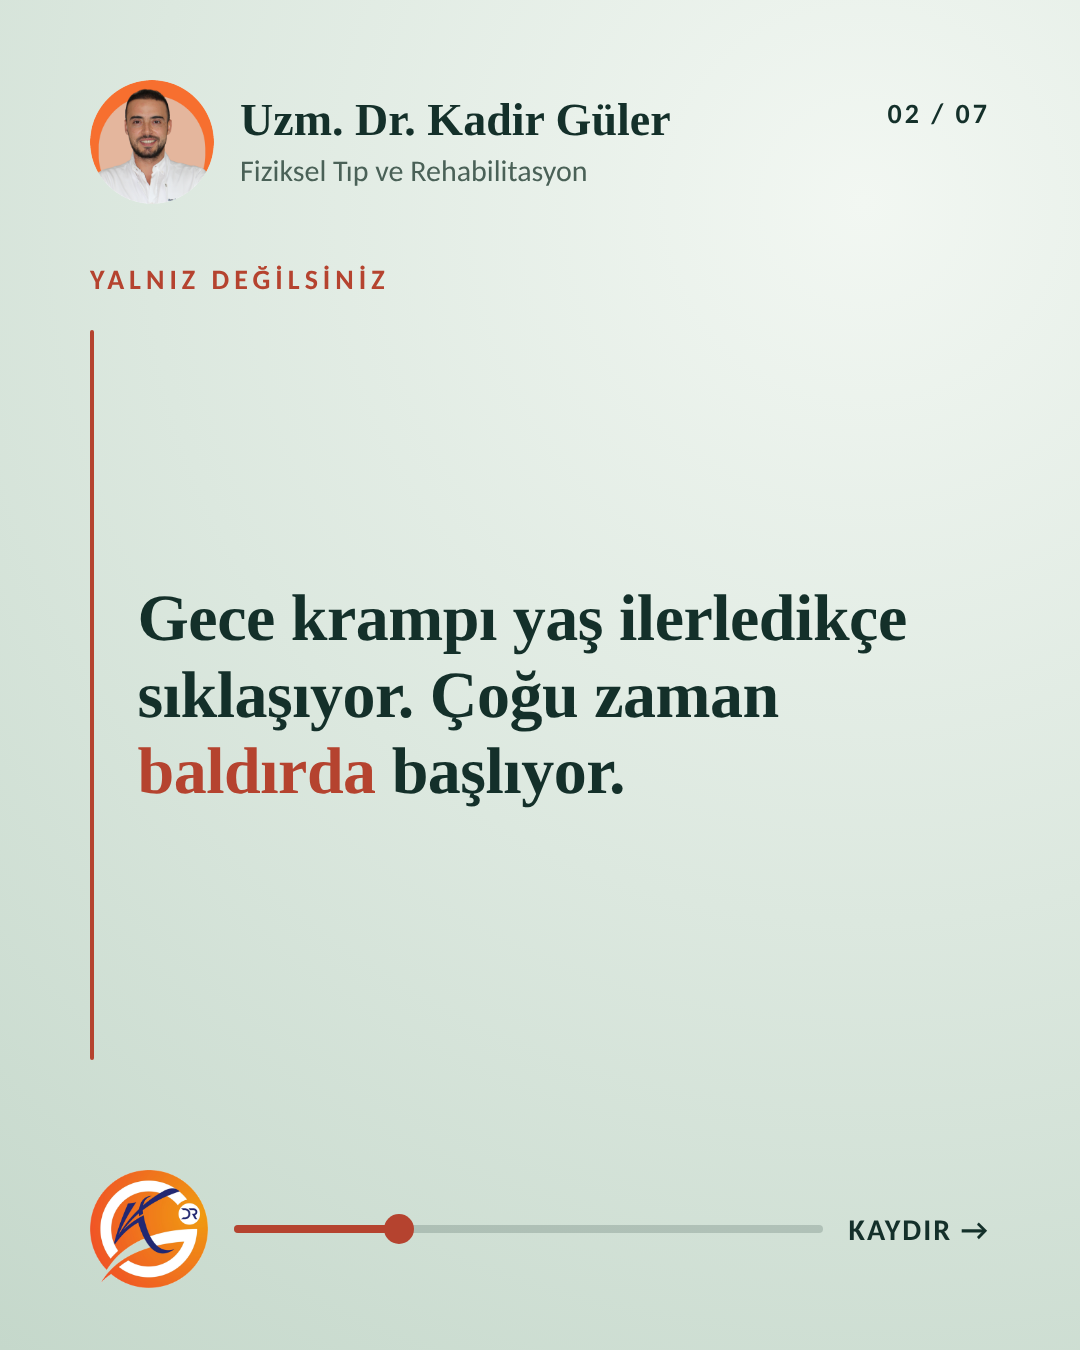 Uzm. Dr. Kadir Güler
02 / 07
Fiziksel Tıp ve Rehabilitasyon
YALNIZ DEĞİLSİNİZ
Gece krampı yaş ilerledikçe
sıklaşıyor. Çoğu zaman
baldırda başlıyor.
DR
KAYDIR →